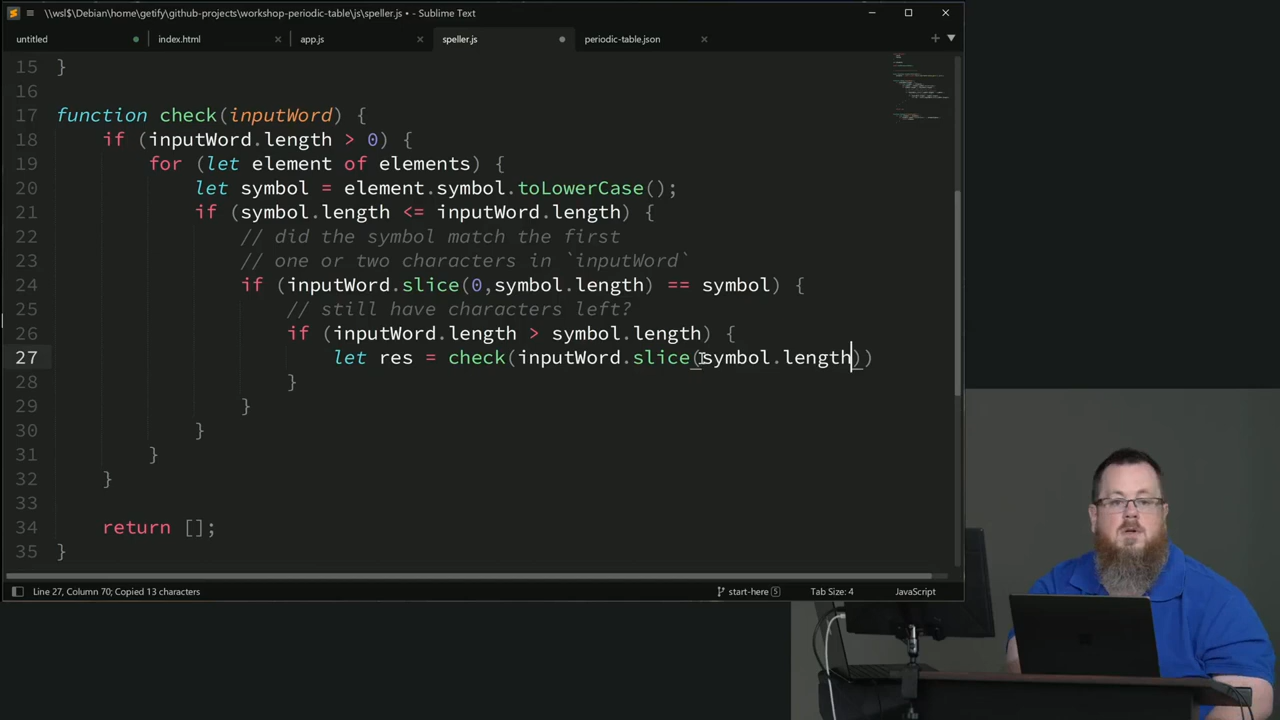 \\wsl$\Debian\home\getify\github-projects\workshop-periodic-table\js\speller.js • - Sublime Text
untitled index.html app.js speller.js periodic-table.json
15 }
16
17 function check(inputWord) {
18 if (inputWord.length > 0) {
19 for (let element of elements) {
20 let symbol = element.symbol.toLowerCase();
21 if (symbol.length <= inputWord.length) {
22 // did the symbol match the first
23 // one or two characters in `inputWord`
24 if (inputWord.slice(0,symbol.length) == symbol) {
25 // still have characters left?
26 if (inputWord.length > symbol.length) {
27 let res = check(inputWord.slice(symbol.length))
28 }
29 }
30 }
31 }
32 }
33
34 return [];
35 }
Line 27, Column 70; Copied 13 characters start-here 5 Tab Size: 4 JavaScript